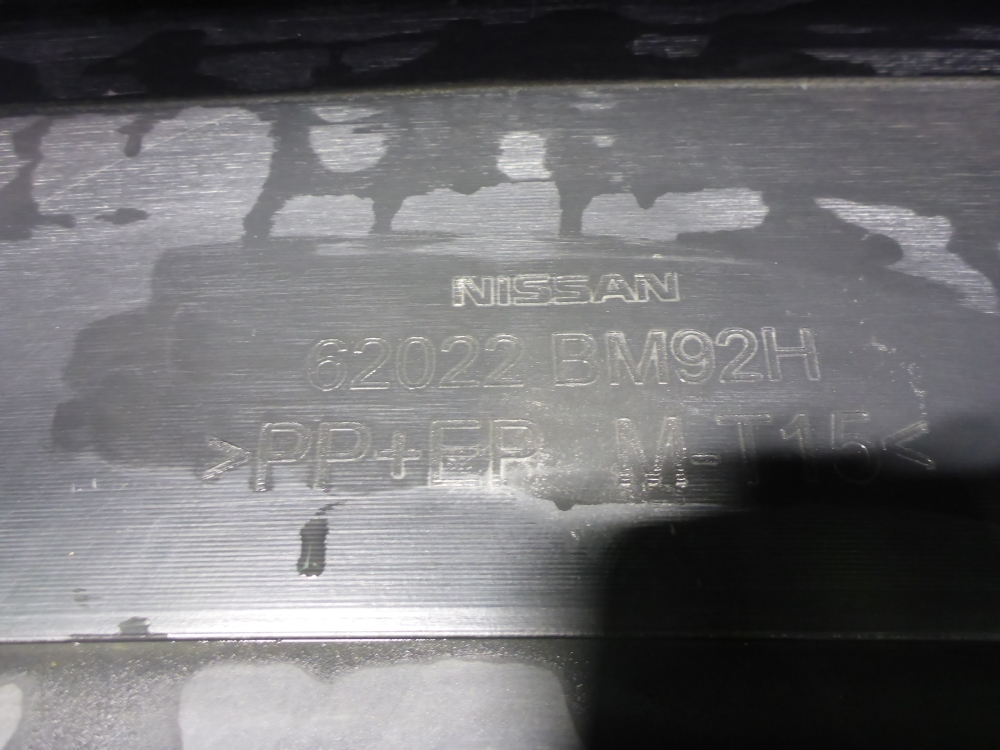 NISSAN
62022 BM92H
>PP+EP M-T15<